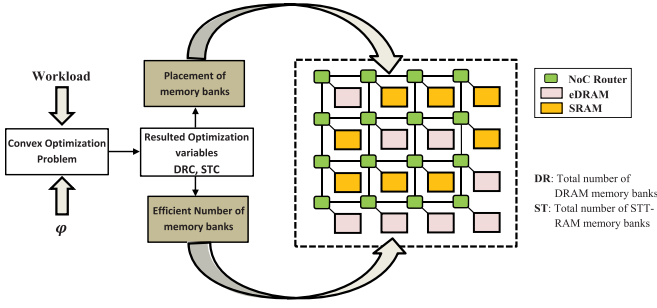 Workload
Convex Optimization
Problem
φ
Placement of
memory banks
Resulted Optimization
variables
DRC, STC
Efficient Number of
memory banks
NoC Router
eDRAM
SRAM
DR: Total number of
DRAM memory banks
ST: Total number of STT-
RAM memory banks